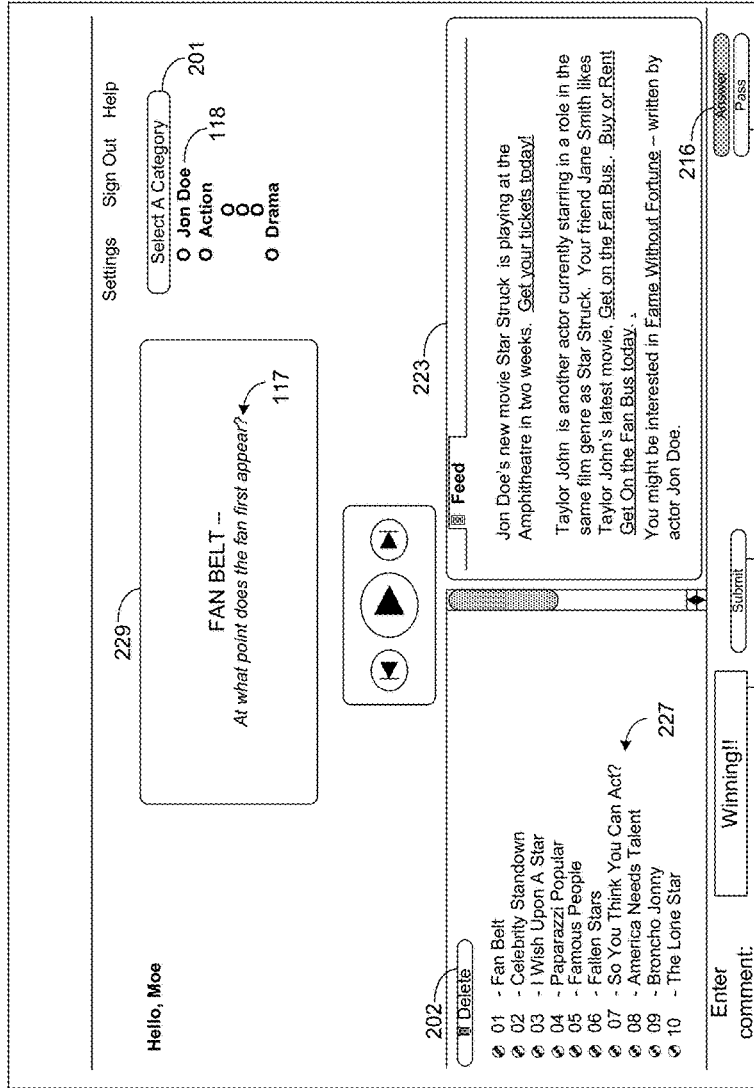 Settings Sign Out Help
Hello, Moe
229
FAN BELT --
At what point does the fan first appear?
117
Select A Category
201
O Jon Doe
118
O Action
O
O
O
O Drama
202
Delete
01 - Fan Belt
02 - Celebrity Standown
03 - I Wish Upon A Star
04 - Paparazzi Popular
05 - Famous People
06 - Fallen Stars
07 - So You Think You Can Act?
08 - America Needs Talent
09 - Broncho Jonny
10 - The Lone Star
227
223
Feed
Jon Doe's new movie Star Struck is playing at the
Amphitheatre in two weeks. Get your tickets today!
Taylor John is another actor currently starring in a role in the
same film genre as Star Struck. Your friend Jane Smith likes
Taylor John's latest movie, Get on the Fan Bus . Buy or Rent
Get On the Fan Bus today. .
You might be interested in Fame Without Fortune – written by
actor Jon Doe.
Enter
comment:
Winning!!
Submit
216
Answer
Pass